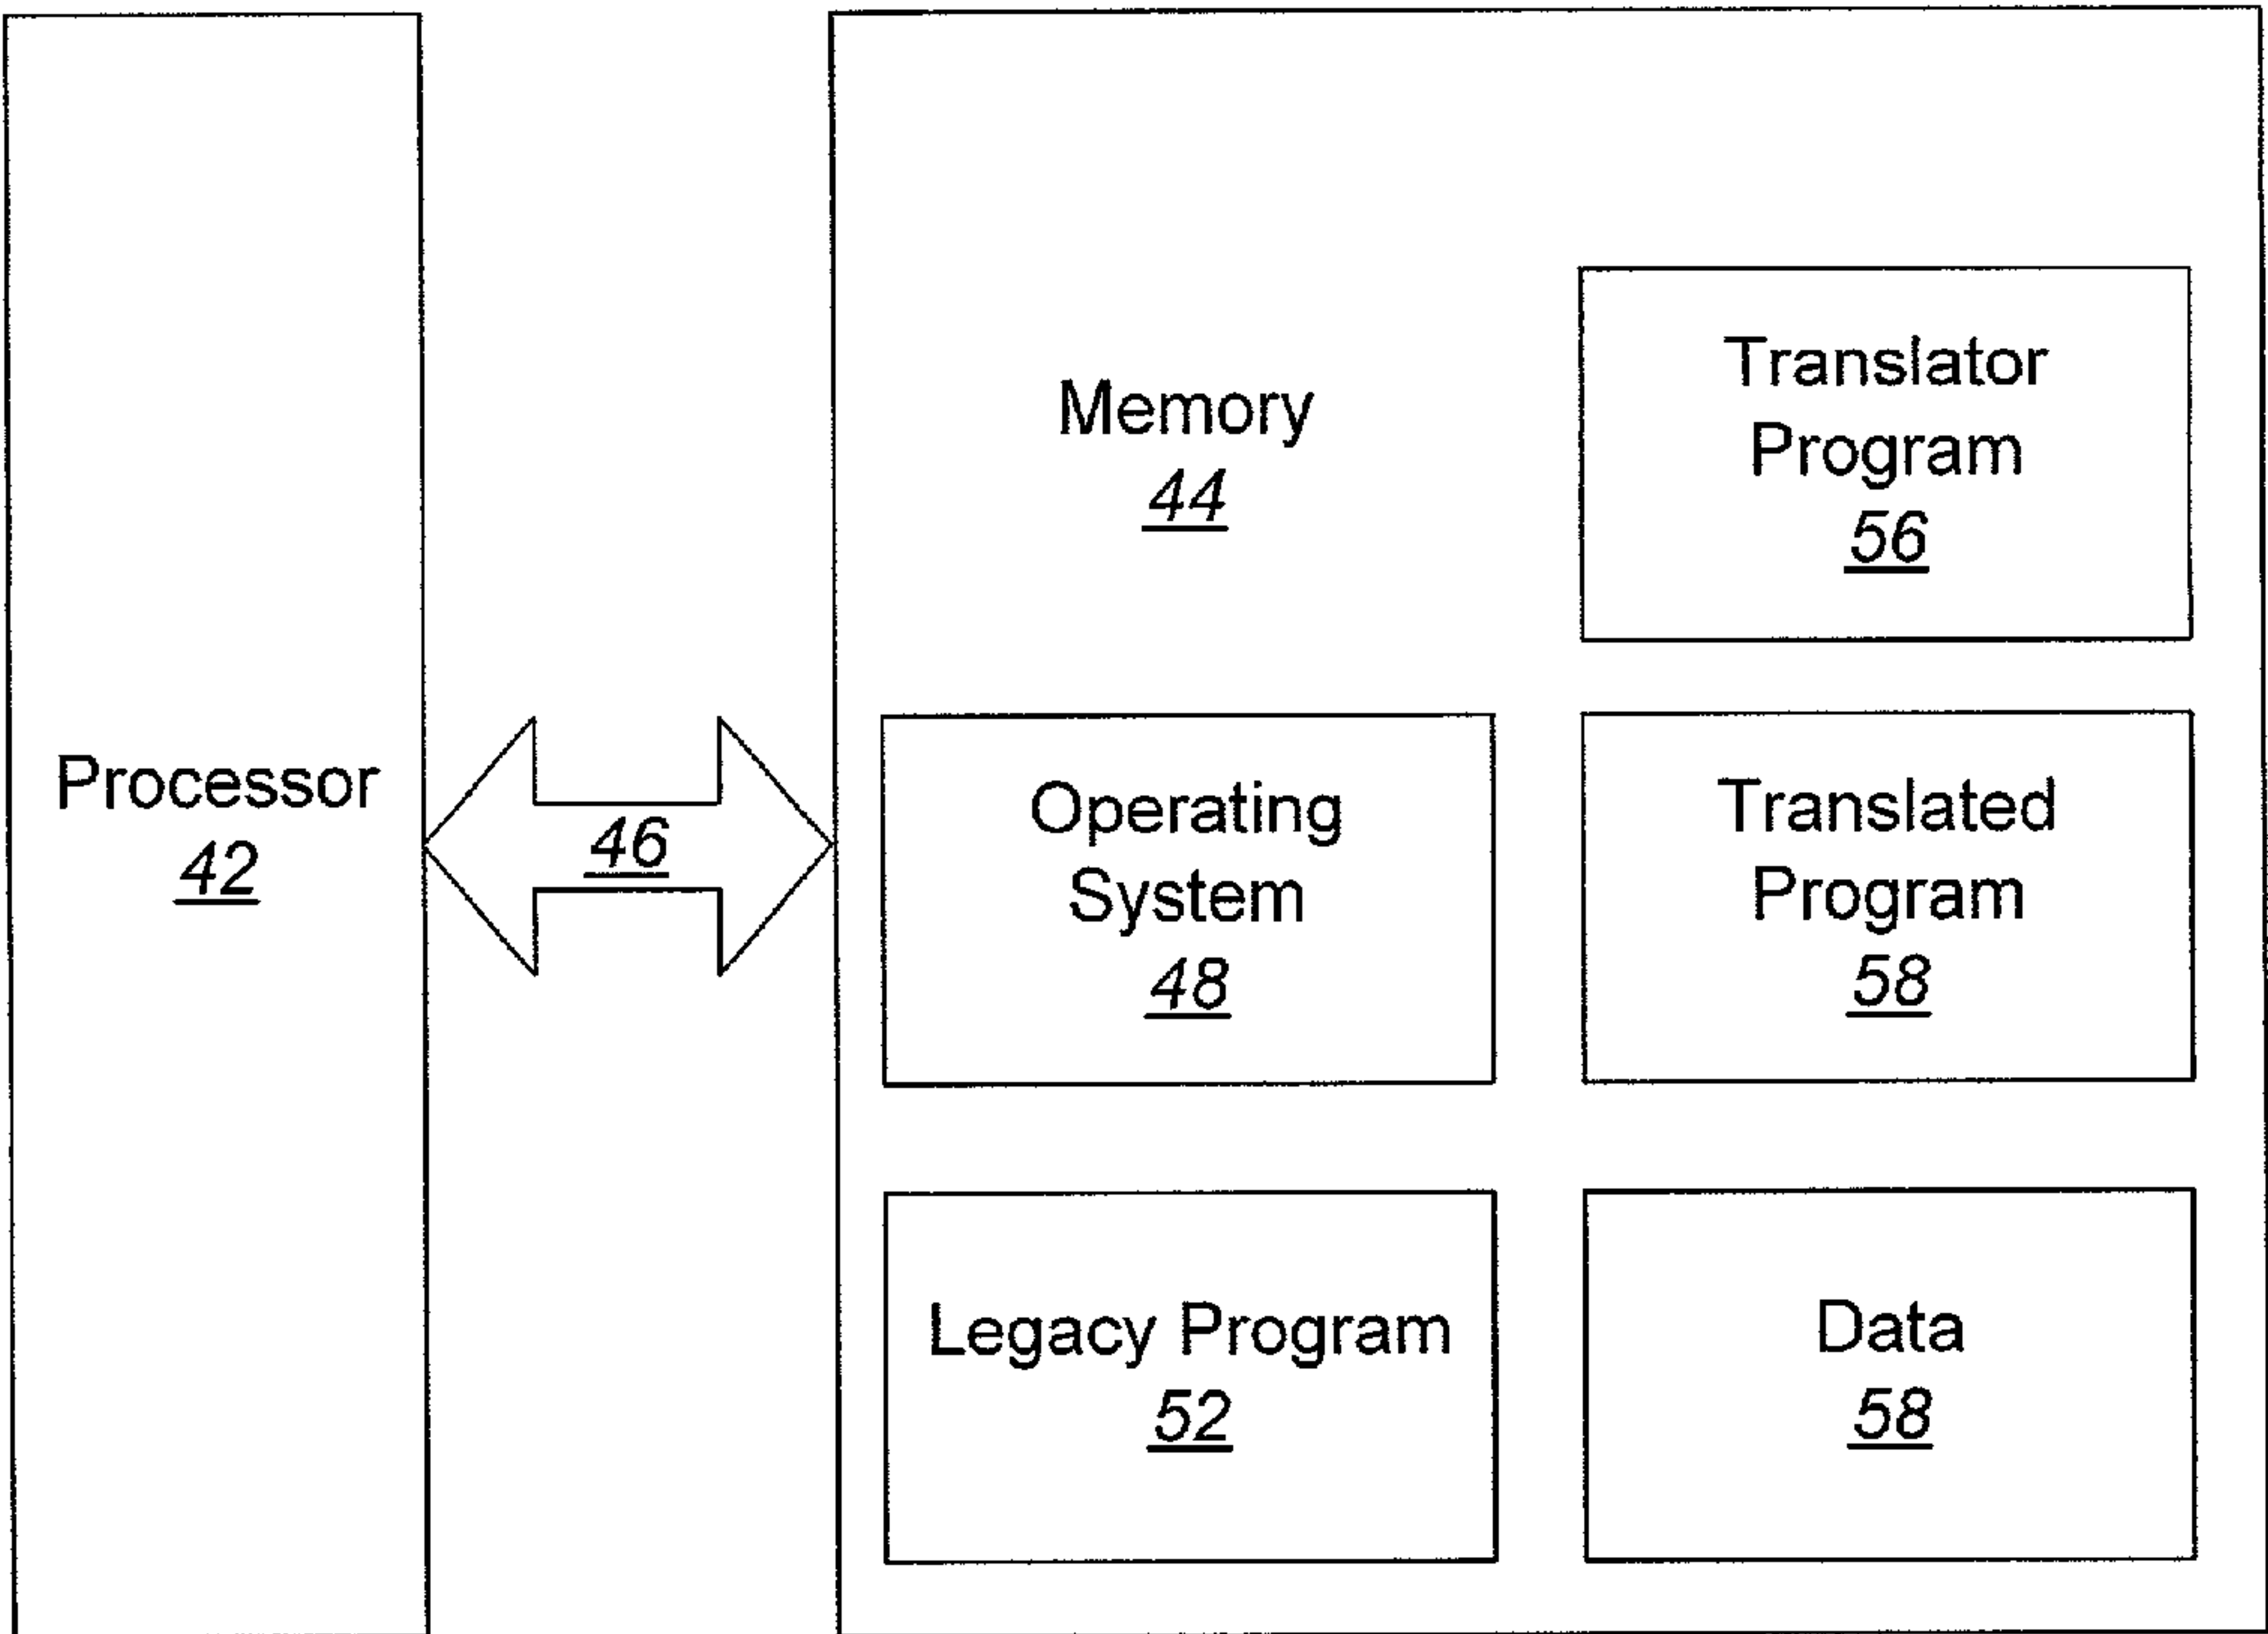 Processor
42
46
Memory
44
Translator
Program
56
Operating
System
48
Translated
Program
58
Legacy Program
52
Data
58